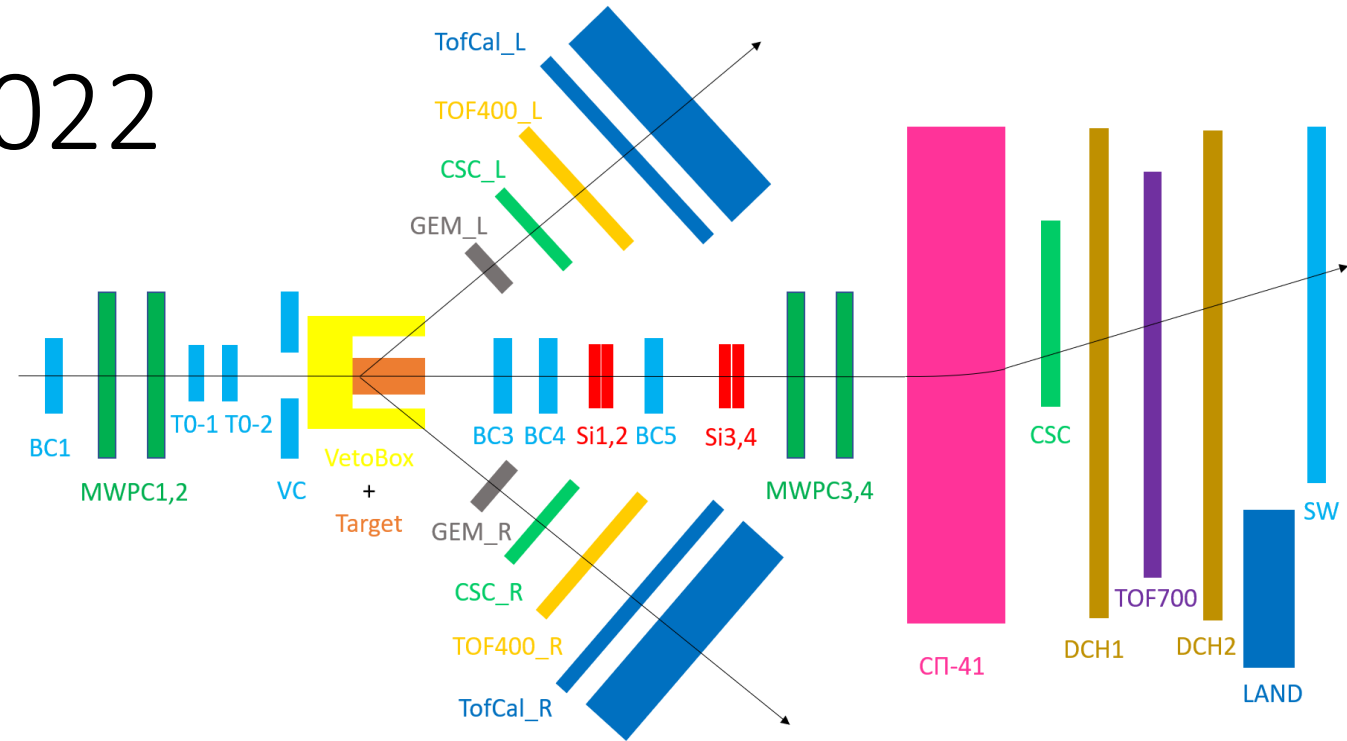 022
TofCal_L
TOF400_L
CSC_L
GEM_L
BC1
MWPC1,2
T0-1 T0-2
VC
VetoBox
+
Target
BC3 BC4 Si1,2 BC5 Si3,4
MWPC3,4
GEM_R
CSC_R
TOF400_R
TofCal_R
СП-41
CSC
DCH1
TOF700
DCH2
LAND
SW